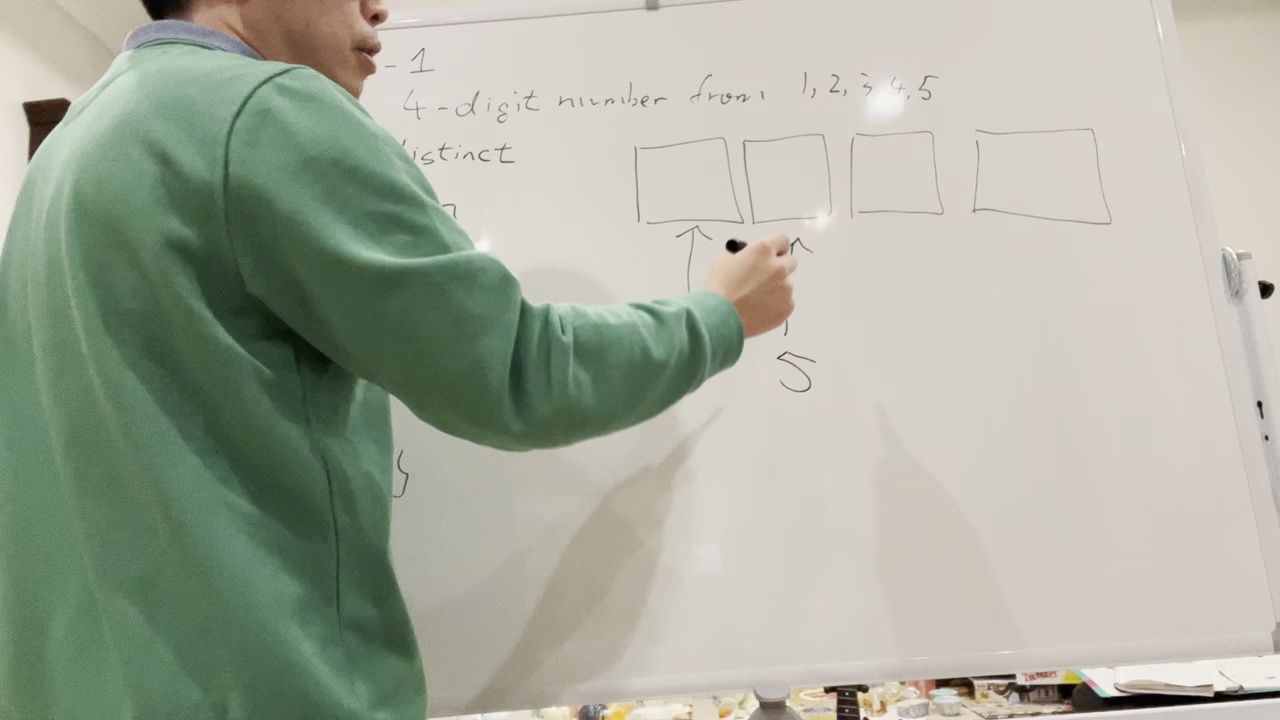 - 1
4-digit number from 1, 2, 3, 4, 5
istinct
5
}